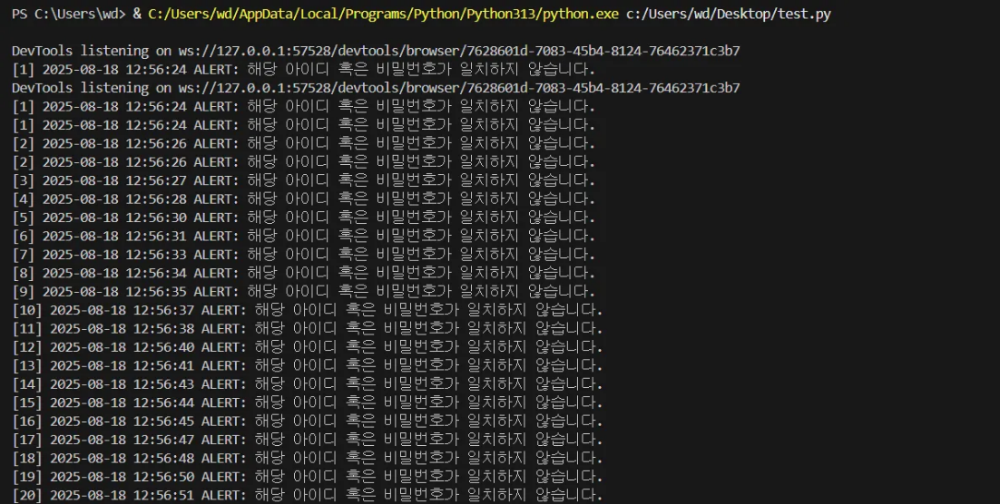 PS C:\Users\wd> & C:/Users/wd/AppData/Local/Programs/Python/Python313/python.exe c:/Users/wd/Desktop/test.py
DevTools listening on ws://127.0.0.1:57528/devtools/browser/7628601d-7083-45b4-8124-76462371c3b7
[1] 2025-08-18 12:56:24 ALERT: 해당 아이디 혹은 비밀번호가 일치하지 않습니다.
DevTools listening on ws://127.0.0.1:57528/devtools/browser/7628601d-7083-45b4-8124-76462371c3b7
[1] 2025-08-18 12:56:24 ALERT: 해당 아이디 혹은 비밀번호가 일치하지 않습니다.
[1] 2025-08-18 12:56:24 ALERT: 해당 아이디 혹은 비밀번호가 일치하지 않습니다.
[2] 2025-08-18 12:56:26 ALERT: 해당 아이디 혹은 비밀번호가 일치하지 않습니다.
[2] 2025-08-18 12:56:26 ALERT: 해당 아이디 혹은 비밀번호가 일치하지 않습니다.
[3] 2025-08-18 12:56:27 ALERT: 해당 아이디 혹은 비밀번호가 일치하지 않습니다.
[4] 2025-08-18 12:56:28 ALERT: 해당 아이디 혹은 비밀번호가 일치하지 않습니다.
[5] 2025-08-18 12:56:30 ALERT: 해당 아이디 혹은 비밀번호가 일치하지 않습니다.
[6] 2025-08-18 12:56:31 ALERT: 해당 아이디 혹은 비밀번호가 일치하지 않습니다.
[7] 2025-08-18 12:56:33 ALERT: 해당 아이디 혹은 비밀번호가 일치하지 않습니다.
[8] 2025-08-18 12:56:34 ALERT: 해당 아이디 혹은 비밀번호가 일치하지 않습니다.
[9] 2025-08-18 12:56:35 ALERT: 해당 아이디 혹은 비밀번호가 일치하지 않습니다.
[10] 2025-08-18 12:56:37 ALERT: 해당 아이디 혹은 비밀번호가 일치하지 않습니다.
[11] 2025-08-18 12:56:38 ALERT: 해당 아이디 혹은 비밀번호가 일치하지 않습니다.
[12] 2025-08-18 12:56:40 ALERT: 해당 아이디 혹은 비밀번호가 일치하지 않습니다.
[13] 2025-08-18 12:56:41 ALERT: 해당 아이디 혹은 비밀번호가 일치하지 않습니다.
[14] 2025-08-18 12:56:43 ALERT: 해당 아이디 혹은 비밀번호가 일치하지 않습니다.
[15] 2025-08-18 12:56:44 ALERT: 해당 아이디 혹은 비밀번호가 일치하지 않습니다.
[16] 2025-08-18 12:56:45 ALERT: 해당 아이디 혹은 비밀번호가 일치하지 않습니다.
[17] 2025-08-18 12:56:47 ALERT: 해당 아이디 혹은 비밀번호가 일치하지 않습니다.
[18] 2025-08-18 12:56:48 ALERT: 해당 아이디 혹은 비밀번호가 일치하지 않습니다.
[19] 2025-08-18 12:56:50 ALERT: 해당 아이디 혹은 비밀번호가 일치하지 않습니다.
[20] 2025-08-18 12:56:51 ALERT: 해당 아이디 혹은 비밀번호가 일치하지 않습니다.